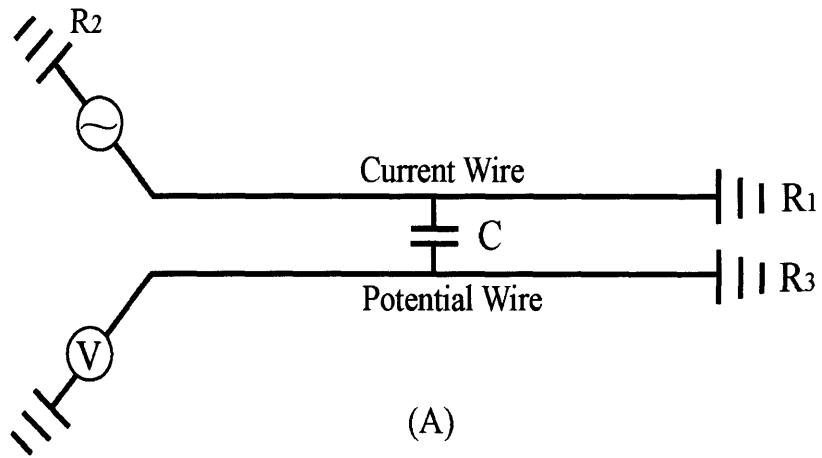 R2
Current Wire
R1
C
R3
Potential Wire
V
(A)